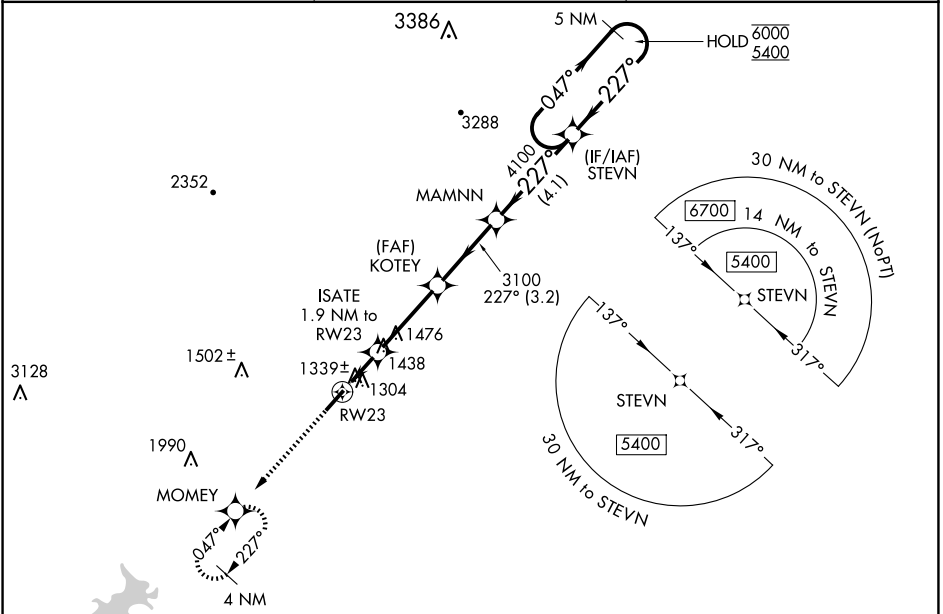 3386
5 NM
HOLD 6000
5400
047°
227°
3288
(IF/IAF)
STEVN
4100
227°
(4.1)
2352
MAMNN
30 NM to STEVN (NoPT)
6700
14 NM to STEVN
137°
5400
STEVN
317°
(FAF)
KOTEY
3100
227° (3.2)
ISATE
1.9 NM to
RW23
1476
1438
1502 ±
1339 ±
1304
RW23
3128
137°
STEVN
317°
5400
30 NM to STEVN
1990
MOMEY
047°
227°
4 NM